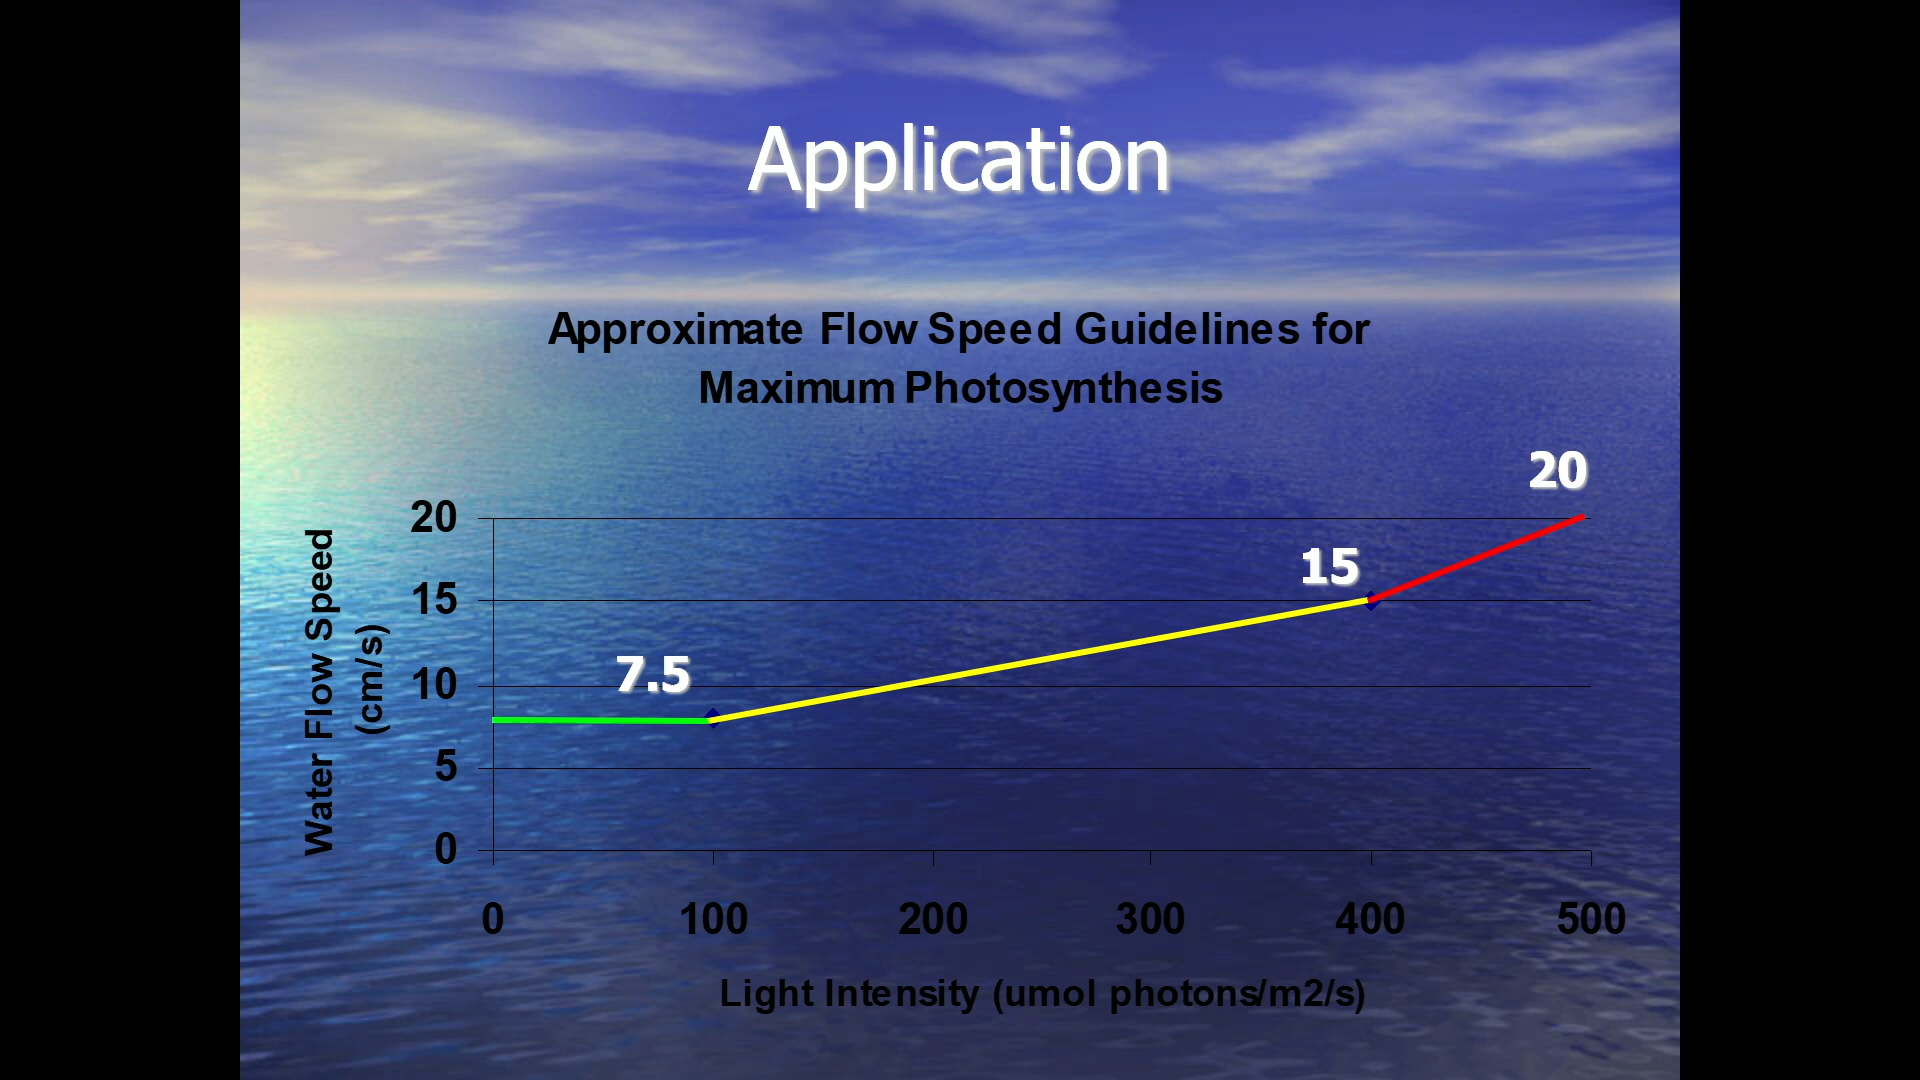 Application
Approximate Flow Speed Guidelines for
Maximum Photosynthesis
20
15
7.5
Water Flow Speed
(cm/s)
20
15
10
5
0
0 100 200 300 400 500
Light Intensity (umol photons/m2/s)